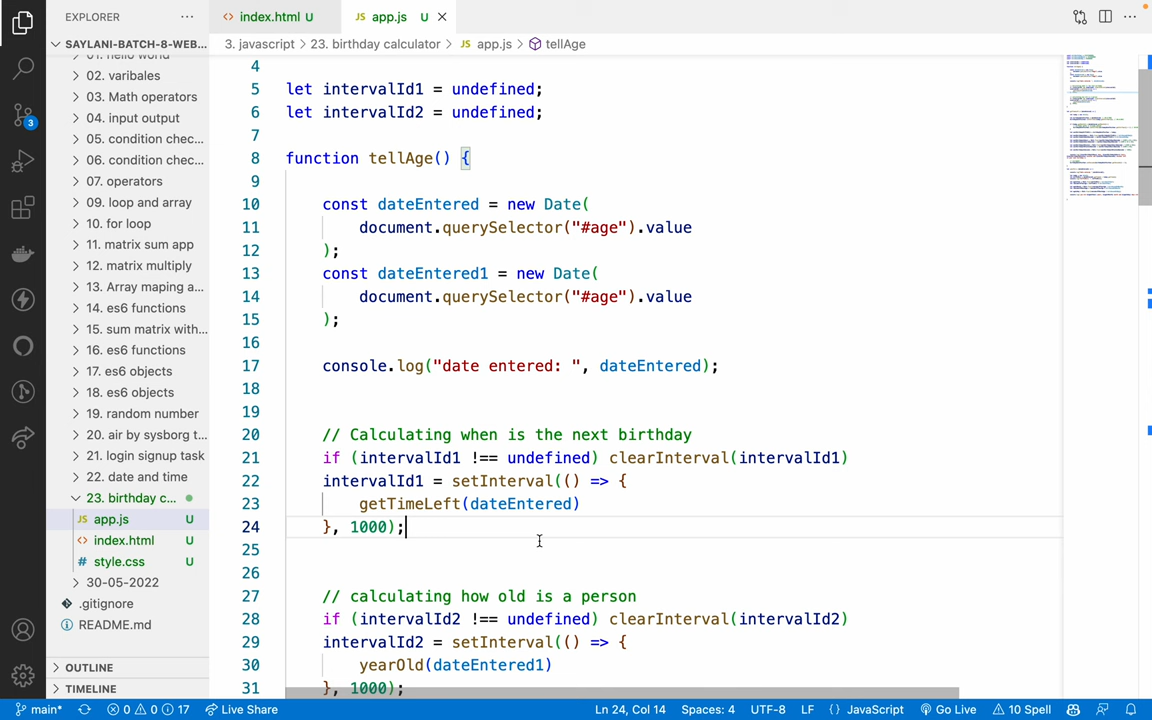 EXPLORER
index.html U
JS app.js U
SAYLANI-BATCH-8-WEB...
3. javascript > 23. birthday calculator > JS app.js > tellAge
02. varibales
03. Math operators
04. input output
05. condition chec...
06. condition chec...
07. operators
09. loop and array
10. for loop
11. matrix sum app
12. matrix multiply
13. Array maping a...
14. es6 functions
15. sum matrix with...
16. es6 functions
17. es6 objects
18. es6 objects
19. random number
20. air by sysborg t...
21. login signup task
22. date and time
23. birthday c...
JS app.js U
index.html U
# style.css U
30-05-2022
.gitignore
README.md
OUTLINE
TIMELINE
3
4
5 let intervalId1 = undefined;
6 let intervalId2 = undefined;
7
8 function tellAge() {
9
10 const dateEntered = new Date(
11 document.querySelector("#age").value
12 );
13 const dateEntered1 = new Date(
14 document.querySelector("#age").value
15 );
16
17 console.log("date entered: ", dateEntered);
18
19
20 // Calculating when is the next birthday
21 if (intervalId1 !== undefined) clearInterval(intervalId1)
22 intervalId1 = setInterval(() => {
23 getTimeLeft(dateEntered)
24 }, 1000);
25
26
27 // calculating how old is a person
28 if (intervalId2 !== undefined) clearInterval(intervalId2)
29 intervalId2 = setInterval(() => {
30 yearOld(dateEntered1)
31 }, 1000);
main* 0 0 17 Live Share Ln 24, Col 14 Spaces: 4 UTF-8 LF {} JavaScript Go Live 10 Spell